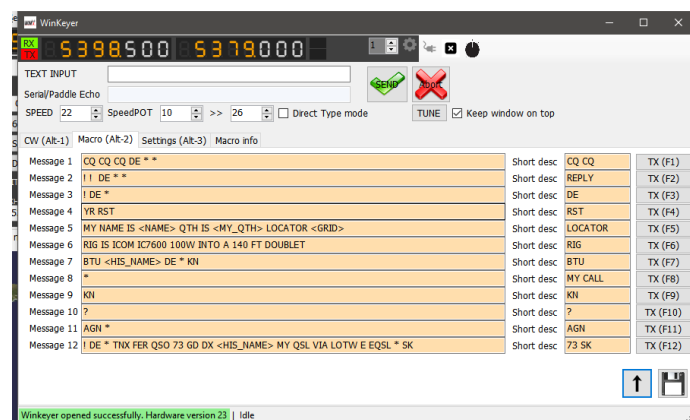 WinKeyer
RX
TX
5398.500 5379.000 1
TEXT INPUT
SEND
Abort
Serial/Paddle Echo
SPEED 22 SpeedPOT 10 >> 26 Direct Type mode TUNE Keep window on top
CW (Alt-1) Macro (Alt-2) Settings (Alt-3) Macro info
Message 1 CQ CQ CQ DE * * Short desc CQ CQ TX (F1)
Message 2 ! ! DE * * Short desc REPLY TX (F2)
Message 3 ! DE * Short desc DE TX (F3)
Message 4 YR RST Short desc RST TX (F4)
Message 5 MY NAME IS <NAME> QTH IS <MY_QTH> LOCATOR <GRID> Short desc LOCATOR TX (F5)
Message 6 RIG IS ICOM IC7600 100W INTO A 140 FT DOUBLET Short desc RIG TX (F6)
Message 7 BTU <HIS_NAME> DE * KN Short desc BTU TX (F7)
Message 8 * Short desc MY CALL TX (F8)
Message 9 KN Short desc KN TX (F9)
Message 10 ? Short desc ? TX (F10)
Message 11 AGN * Short desc AGN TX (F11)
Message 12 ! DE * TNX FER QSO 73 GD DX <HIS_NAME> MY QSL VIA LOTW E EQSL * SK Short desc 73 SK TX (F12)
Winkeyer opened successfully. Hardware version 23 | Idle